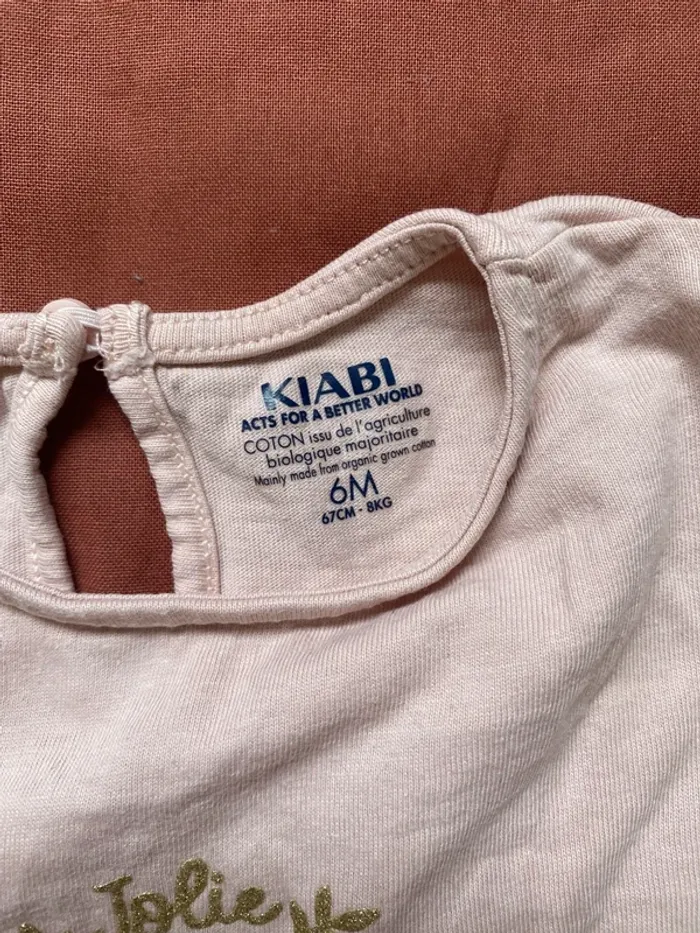 KIABI
ACTS FOR A BETTER WORLD
COTON issu de l'agriculture
biologique majoritaire
Mainly made from organic grown cotton
6M
67CM - 8KG
Jolie